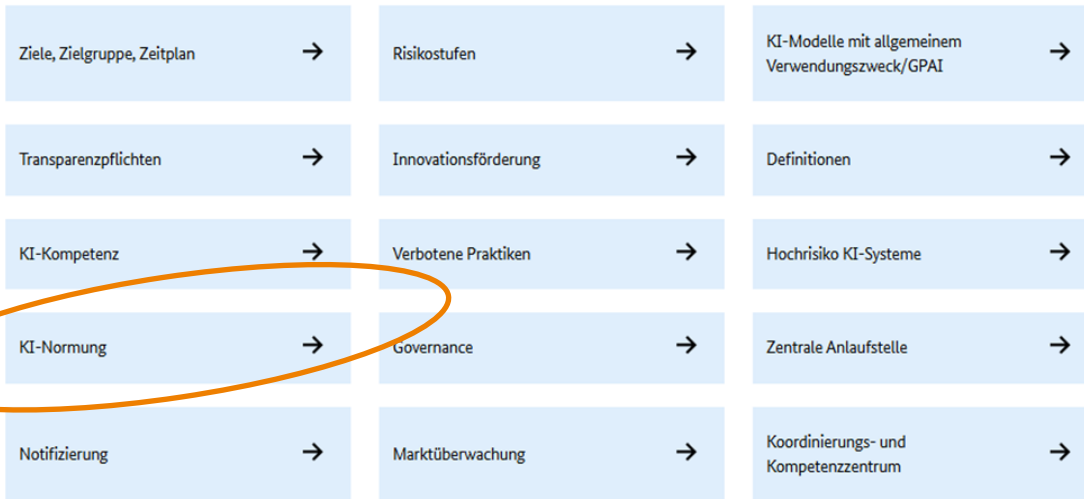 Ziele, Zielgruppe, Zeitplan
Risikostufen
KI-Modelle mit allgemeinem
Verwendungszweck/GPAI
Transparenzpflichten
Innovationsförderung
Definitionen
KI-Kompetenz
Verbotene Praktiken
Hochrisiko KI-Systeme
KI-Normung
Governance
Zentrale Anlaufstelle
Notifizierung
Marktüberwachung
Koordinierungs- und
Kompetenzzentrum